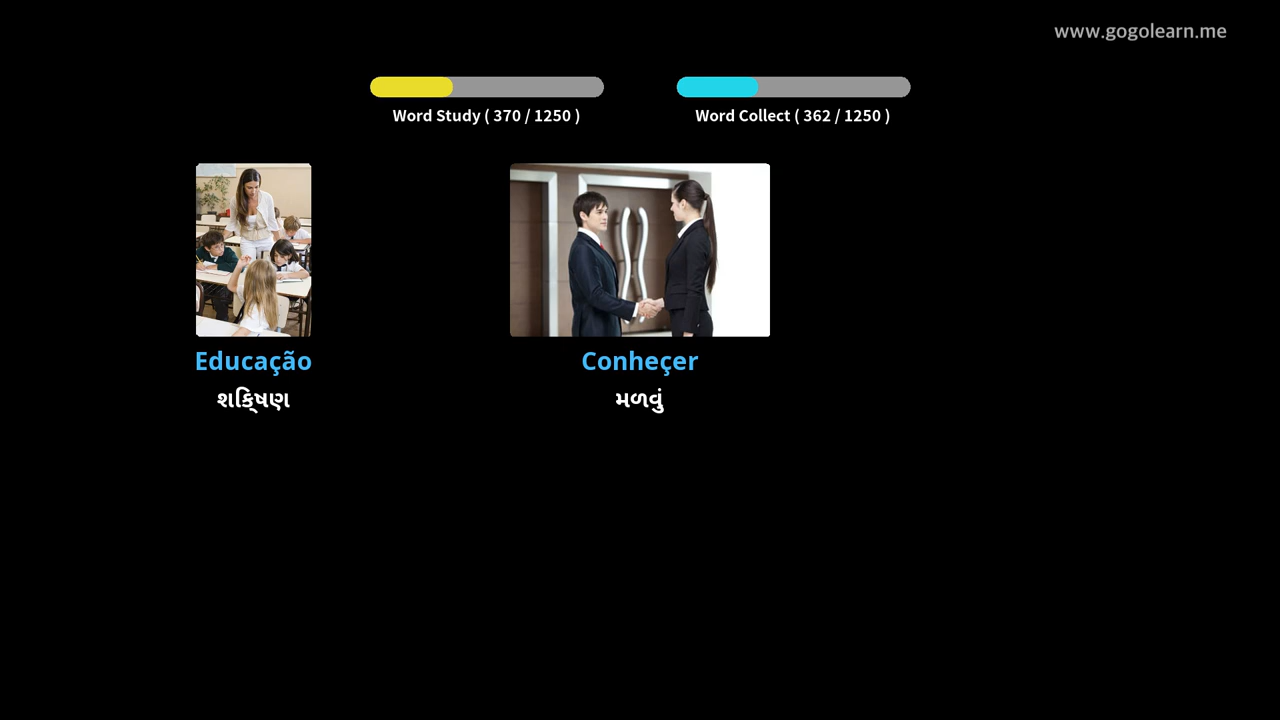 www.gogolearn.me
Word Study ( 370 / 1250 )
Word Collect ( 362 / 1250 )
Educação
Conheçer
શક્ષિણ
મળવું